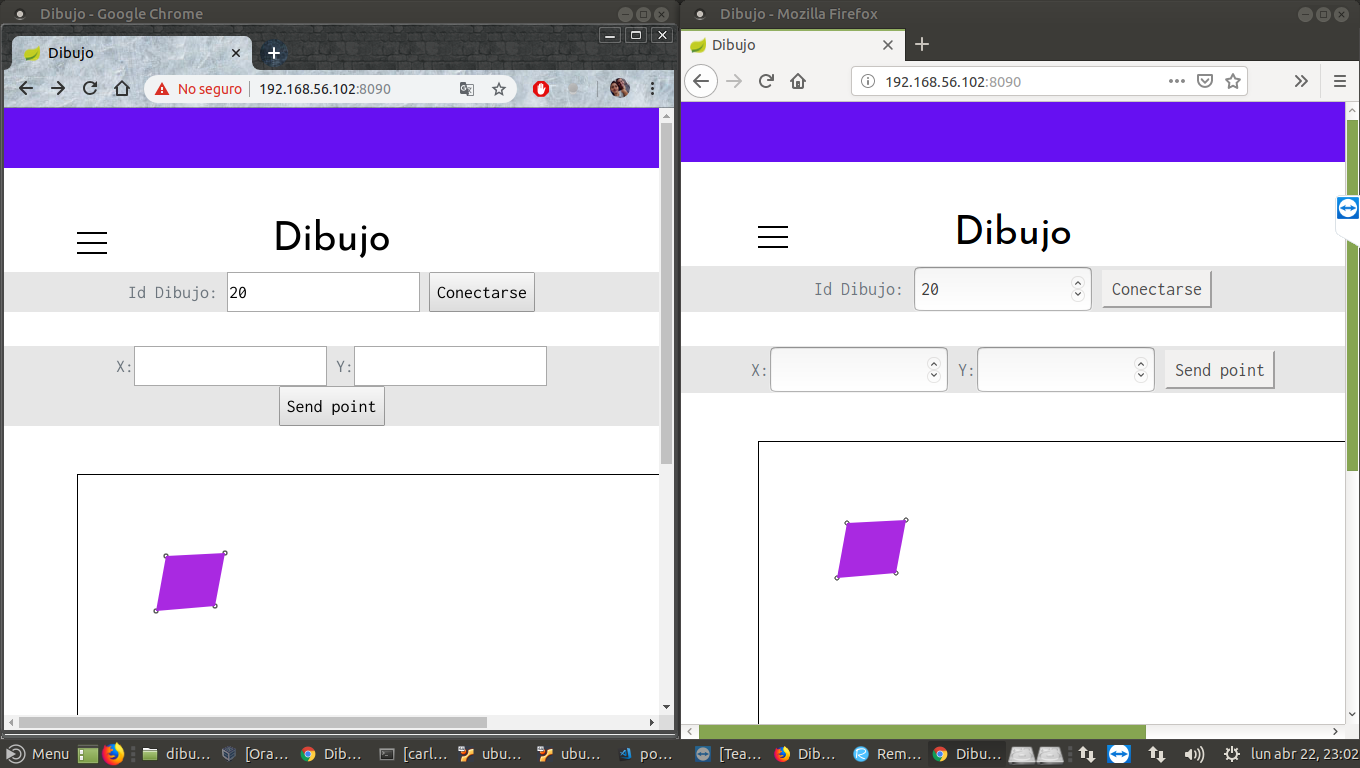 Dibujo - Google Chrome
Dibujo
No seguro
192.168.56.102:8090
Dibujo
Id Dibujo:
20
Conectarse
X:
Y:
Send point
Dibujo - Mozilla Firefox
Dibujo
192.168.56.102:8090
Dibujo
Id Dibujo:
20
Conectarse
X:
Y:
Send point
Menu
dibu...
[Ora...
Dib...
[carl...
ubu...
ubu...
po...
[Tea...
Dib...
Rem...
Dibu...
lun abr 22, 23:02